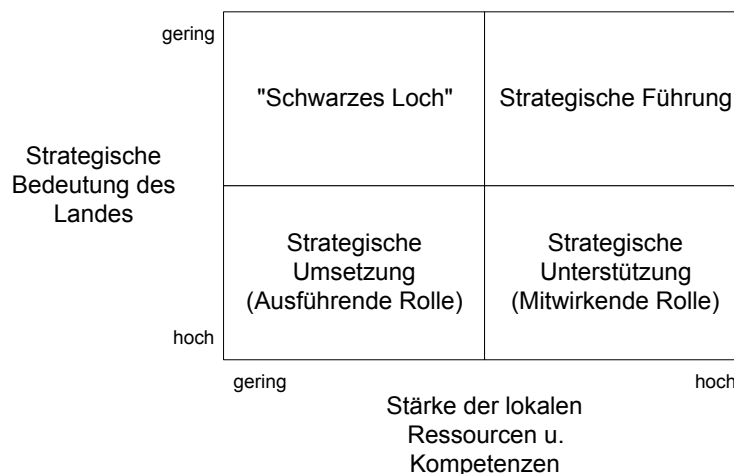 gering
"Schwarzes Loch"
Strategische Führung
Strategische
Bedeutung des
Landes
Strategische
Umsetzung
(Ausführende Rolle)
Strategische
Unterstützung
(Mitwirkende Rolle)
hoch
gering
hoch
Stärke der lokalen
Ressourcen u.
Kompetenzen